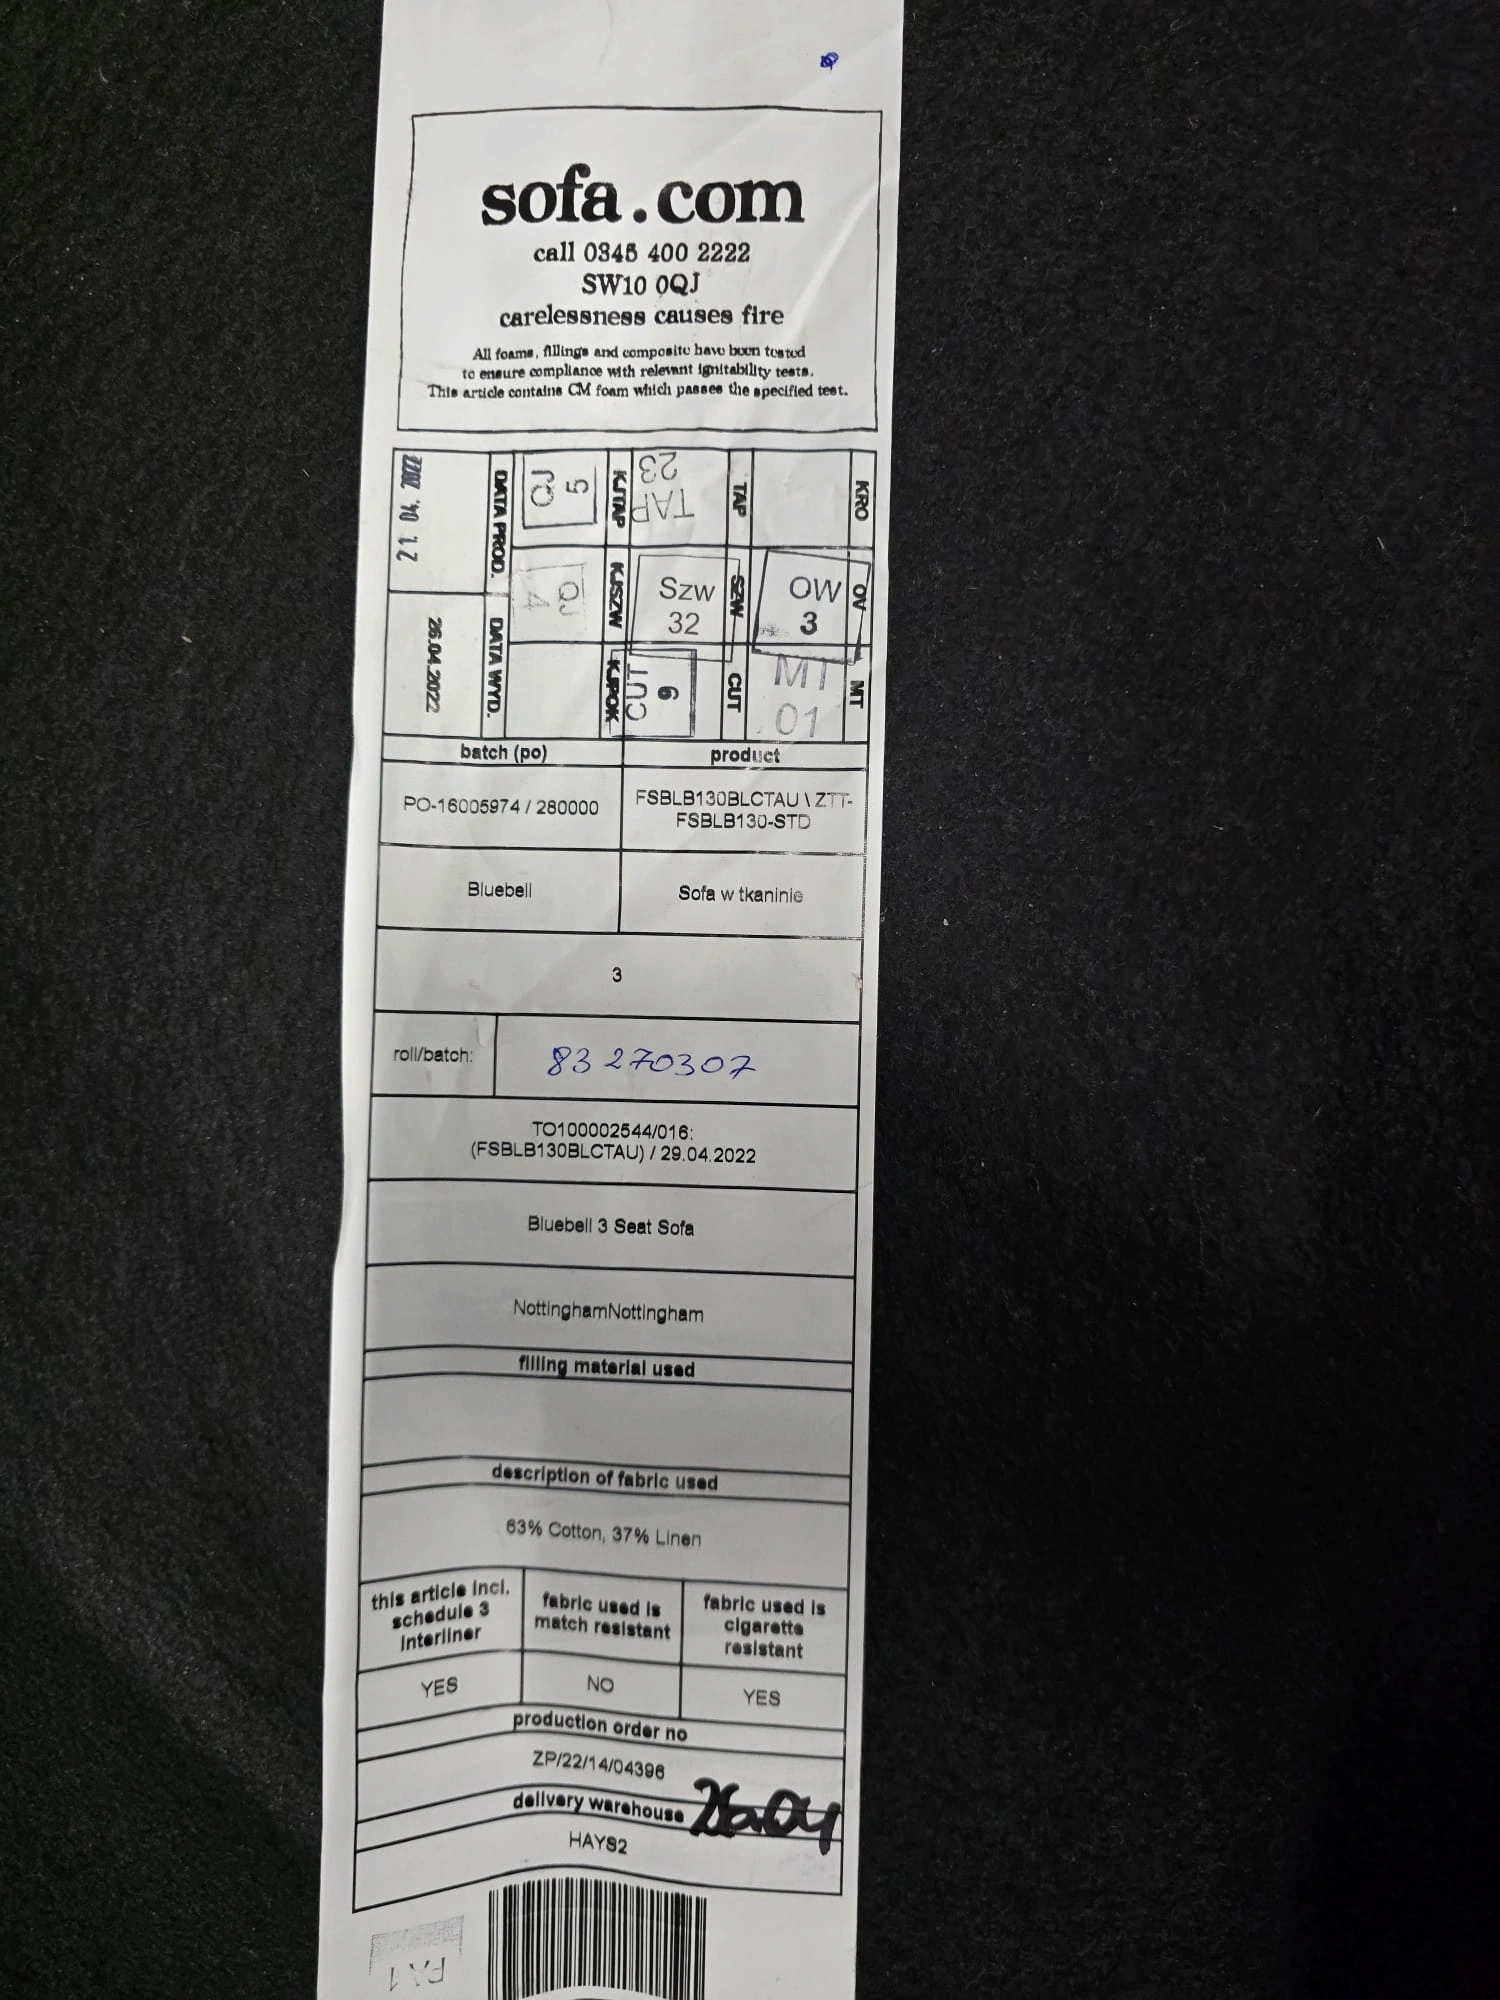 sofa.com
call 0345 400 2222
SW10 0QJ
carelessness causes fire
All foams, fillings and composite have been tested
to ensure compliance with relevant ignitability tests.
This article contains CM foam which passes the specified test.
KRO
OV
MT
OW
3
MT
01
TAP
SZW
CUT
TAP
23
Szw
32
CUT
9
KJTAP
KJSZW
KJPOK
QJ
5
QJ
4
DATA PROD.
DATA WYD.
21. 04. 2022
26.04.2022
batch (po)
product
PO-16005974 / 280000
FSBLB130BLCTAU \ ZTT-
FSBLB130-STD
Bluebell
Sofa w tkaninie
3
roll/batch:
83 270307
TO100002544/016:
(FSBLB130BLCTAU) / 29.04.2022
Bluebell 3 Seat Sofa
NottinghamNottingham
filling material used
description of fabric used
63% Cotton, 37% Linen
this article incl.
schedule 3
interliner
fabric used is
match resistant
fabric used is
cigarette
resistant
YES
NO
YES
production order no
ZP/22/14/04396
delivery warehouse
26.04
HAYS2
FA 1